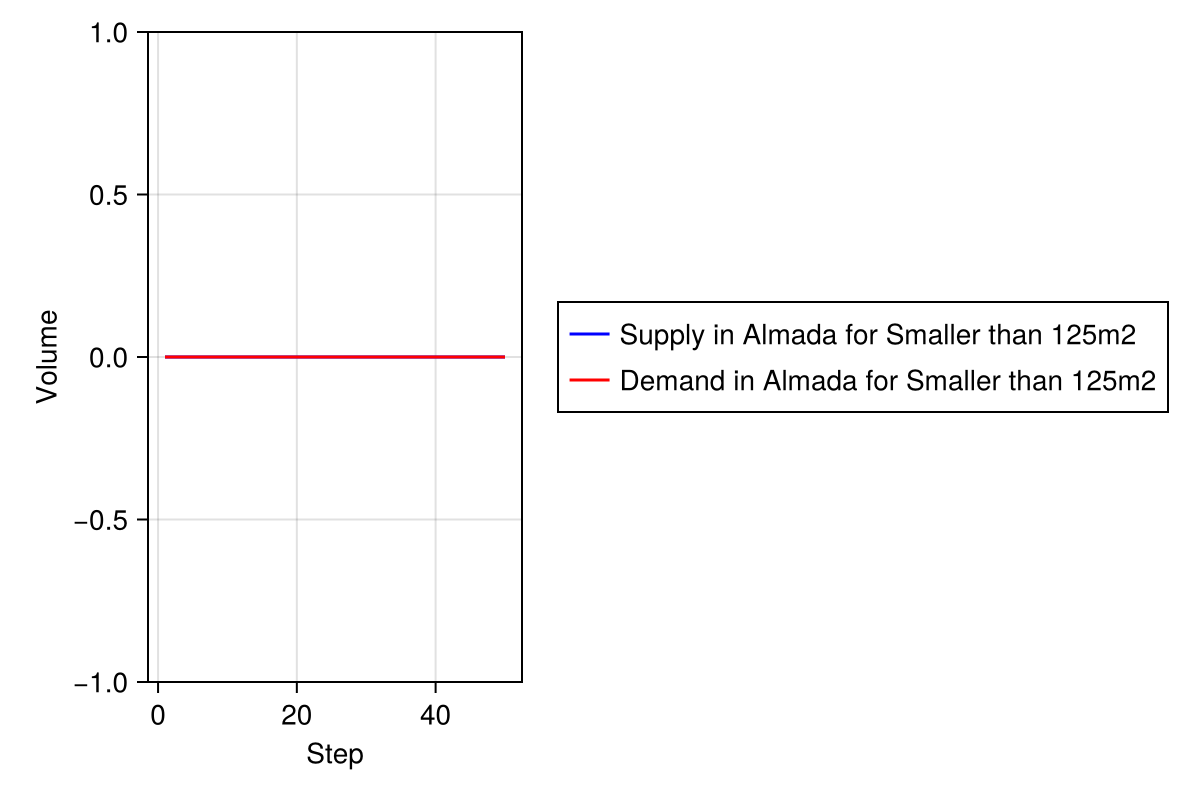 1.0
0.5
0.0
−0.5
−1.0
Volume
0 20 40
Step
Supply in Almada for Smaller than 125m2
Demand in Almada for Smaller than 125m2